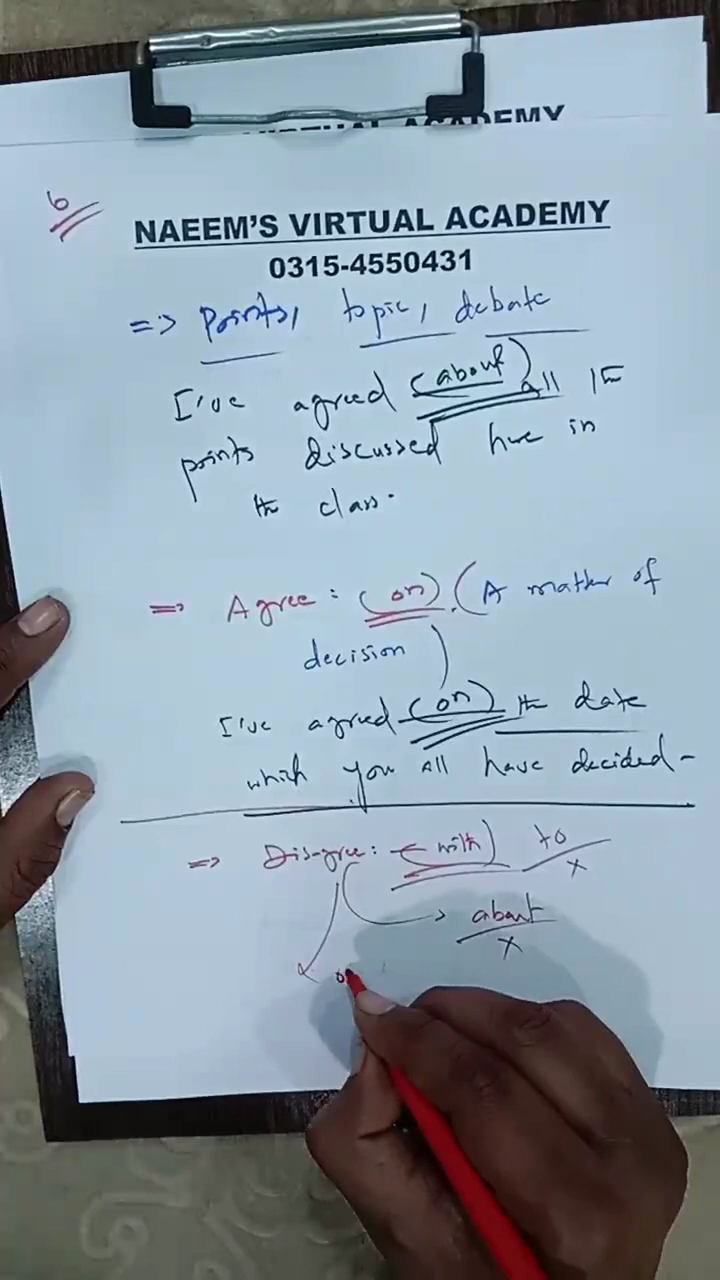 VIRTUAL ACADEMY
6
NAEEM'S VIRTUAL ACADEMY
0315-4550431
=> Points, topic, debate
I've agreed (about) all the
points discussed here in
the class.
=> Agree : (on). (A matter of
decision )
I've agreed (on) the date
which you all have decided-
=> Disagree : (with) to
x
about
x
o